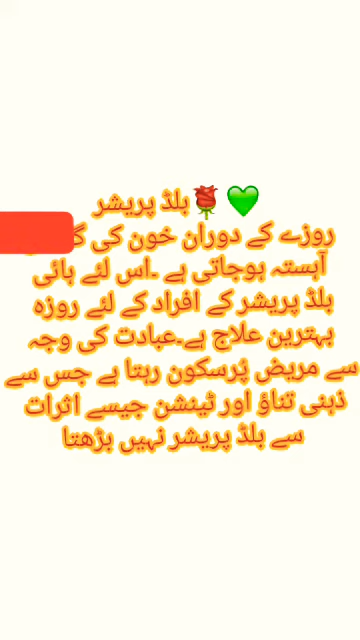 💚🌹بلڈ پریشر
روزے کے دوران خون کی
آہستہ ہوجاتی ہے ۔اس لئے ہائی
بلڈ پریشر کے افراد کے لئے روزہ
بہترین علاج ہے۔عبادت کی وجہ
سے مریض پُرسکون رہتا ہے جس سے
ذہنی تناؤ اور ٹینشن جیسے اثرات
سے بلڈ پریشر نہیں بڑھتا